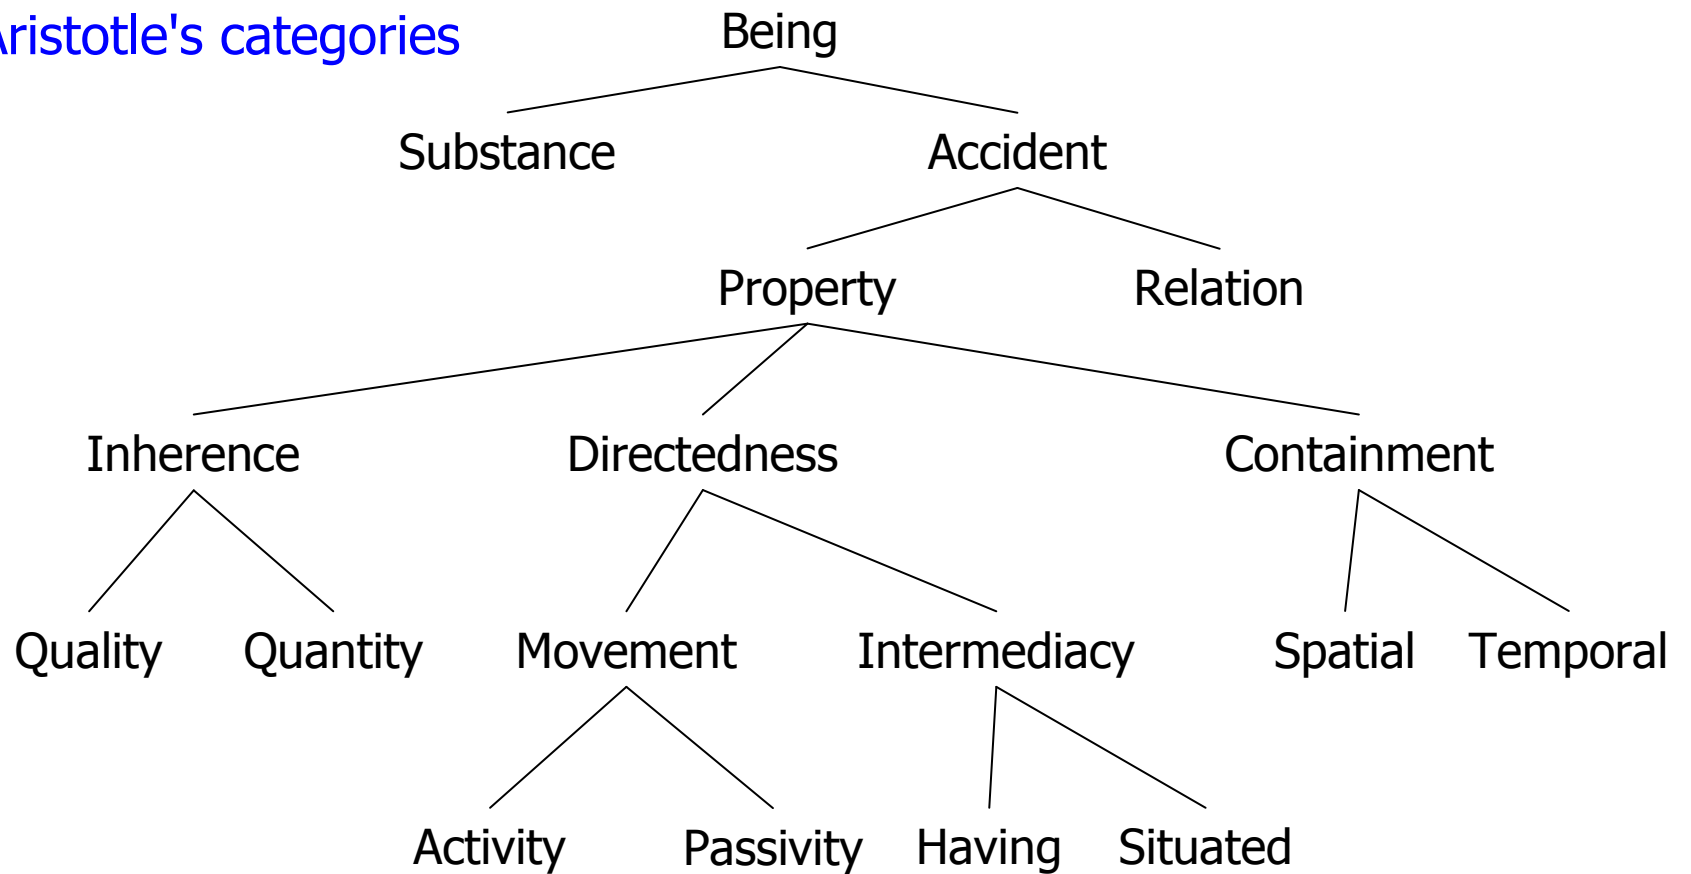 Aristotle's categories
Being
Substance Accident
Property Relation
Inherence Directedness Containment
Quality Quantity Movement Intermediacy Spatial Temporal
Activity Passivity Having Situated